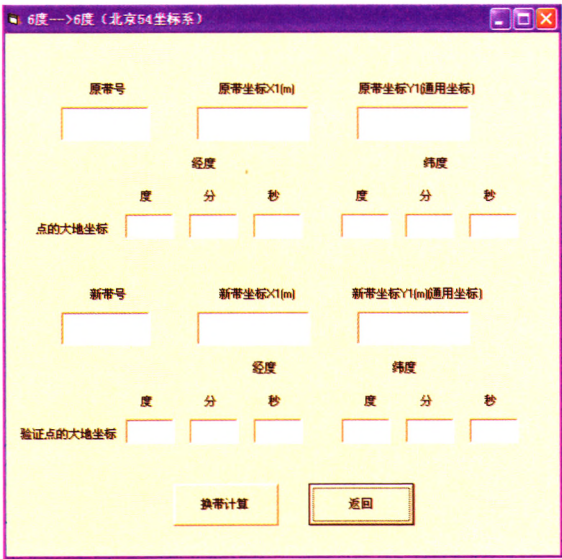 6度-->6度（北京54坐标系）
原带号 原带坐标X1(m) 原带坐标Y1(通用坐标)
经度 纬度
度 分 秒 度 分 秒
点的大地坐标
新带号 新带坐标X1(m) 新带坐标Y1(m)(通用坐标)
经度 纬度
度 分 秒 度 分 秒
验证点的大地坐标
换带计算 返回